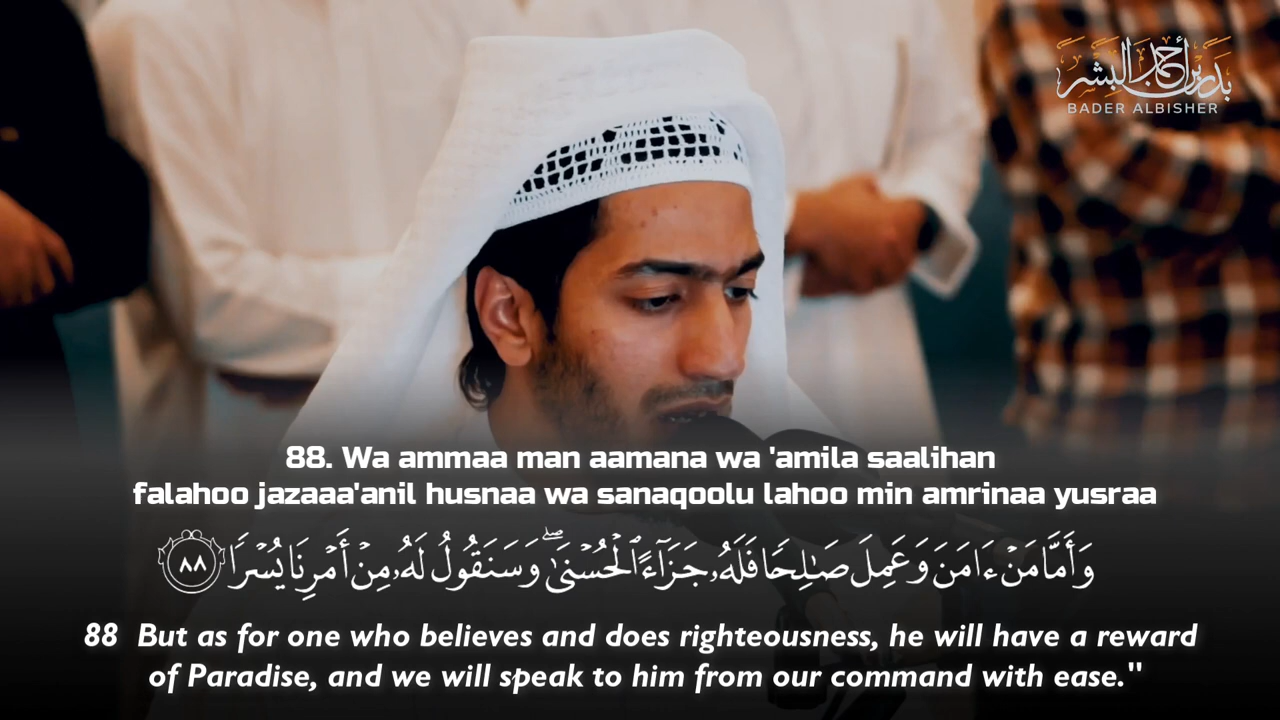 بدر بن أحمد البشر
BADER ALBISHER
88. Wa ammaa man aamana wa 'amila saalihan
falahoo jazaaa'anil husnaa wa sanaqoolu lahoo min amrinaa yusraa
وَأَمَّا مَنْ ءَامَنَ وَعَمِلَ صَـٰلِحًا فَلَهُۥ جَزَآءً ٱلْحُسْنَىٰ ۖ وَسَنَقُولُ لَهُۥ مِنْ أَمْرِنَا يُسْرًا ٨٨
88 But as for one who believes and does righteousness, he will have a reward
of Paradise, and we will speak to him from our command with ease."